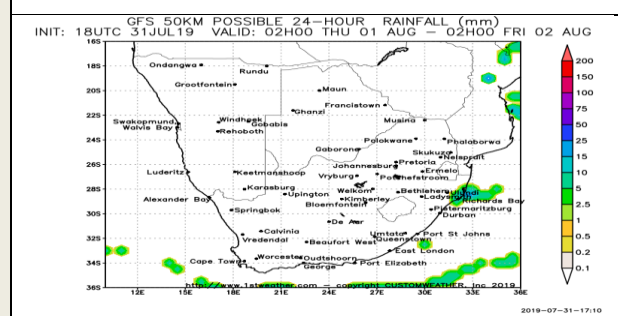 GFS 50KM POSSIBLE 24-HOUR RAINFALL (mm)
INIT: 18UTC 31JUL19 VALID: 02H00 THU 01 AUG - 02H00 FRI 02 AUG
16S
18S
20S
22S
24S
26S
28S
30S
32S
34S
36S
Ondangwa
Rundu
Grootfontein
Maun
Francistown
Ghanzi
Musina
Swakopmund
Windhoek
Gobabis
Walvis Bay
Rehoboth
Polokwane
Phalaborwa
Gaborone
Skukuza
Pretoria
Nelspruit
Johannesburg
Luderitz
Keetmanshoop
Vryburg
Potchefstroom
Ermelo
Karasburg
Upington
Welkom
Bethlehem
Ulundi
Alexander Bay
Kimberley
Ladysmith
Richards Bay
Springbok
Bloemfontein
Pietermaritzburg
De Aar
Durban
Calvinia
Umtata
Port St Johns
Vredendal
Beaufort West
Queenstown
East London
Cape Town
Worcester
Oudtshoorn
George
Port Elizabeth
http://www.1stweather.com - copyright CUSTOMWEATHER, Inc 2019
12E 15E 18E 21E 24E 27E 30E 33E 36E
200
150
100
75
50
25
15
10
5
2.5
1
0.5
0.2
0.1
2019-07-31-17:10